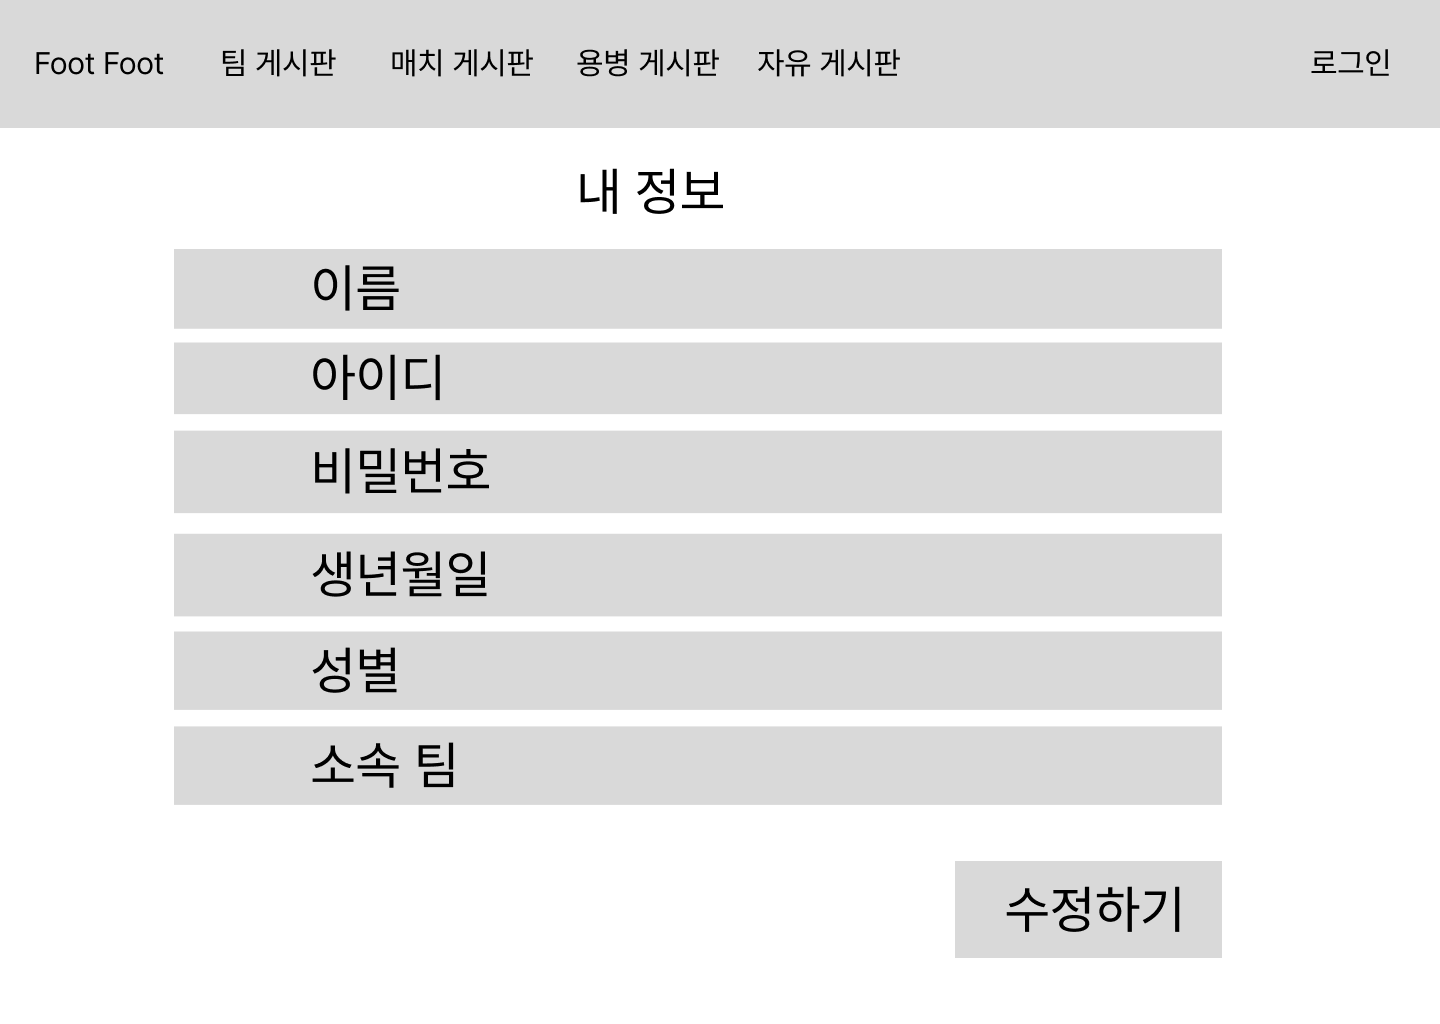 Foot Foot 팀 게시판 매치 게시판 용병 게시판 자유 게시판 로그인
내 정보
이름
아이디
비밀번호
생년월일
성별
소속 팀
수정하기